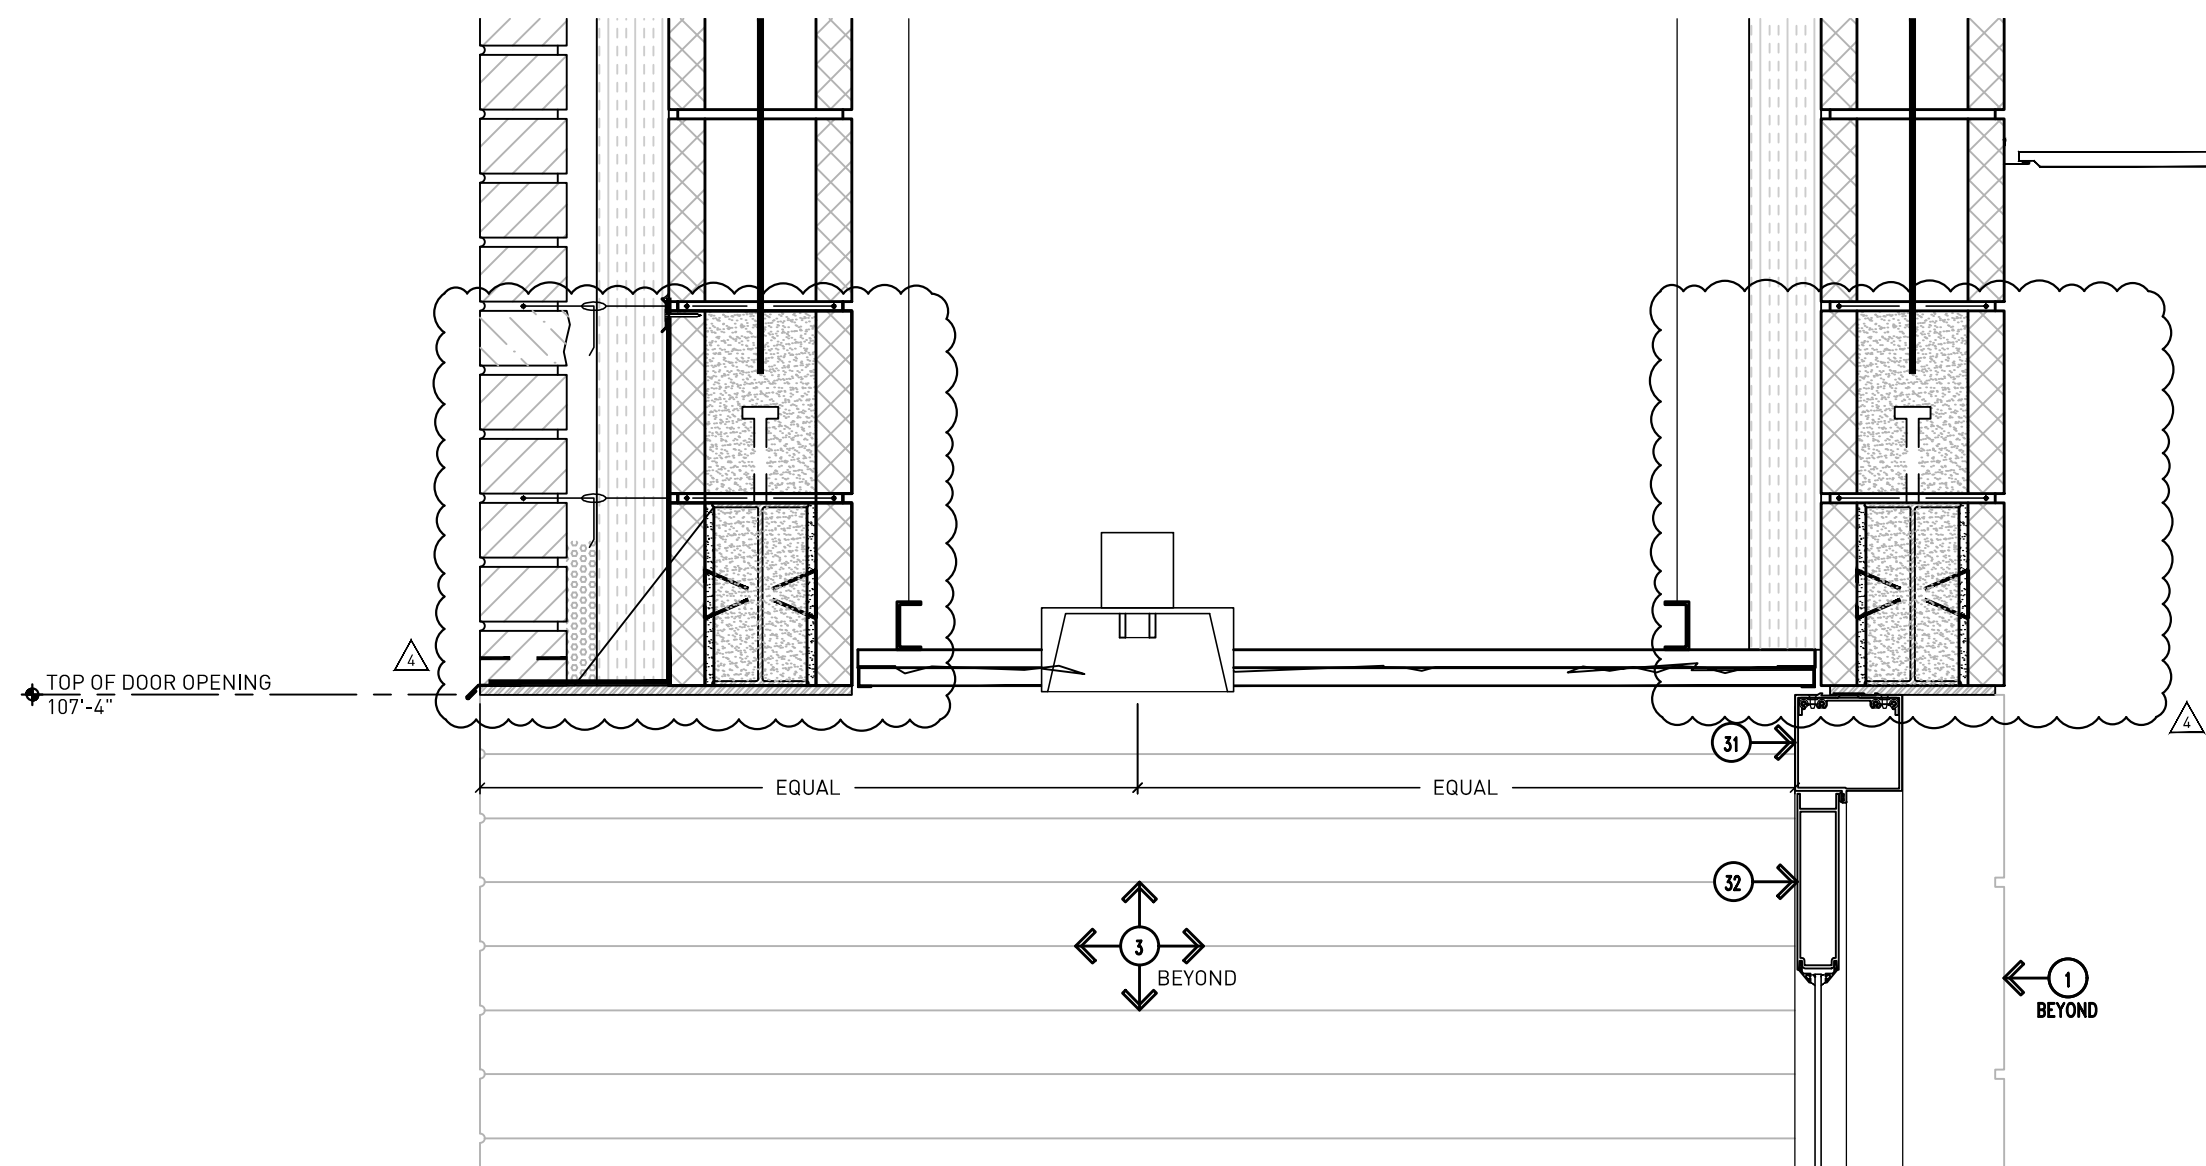 4
TOP OF DOOR OPENING
107'-4"
4
31
EQUAL
EQUAL
32
3
BEYOND
1
BEYOND